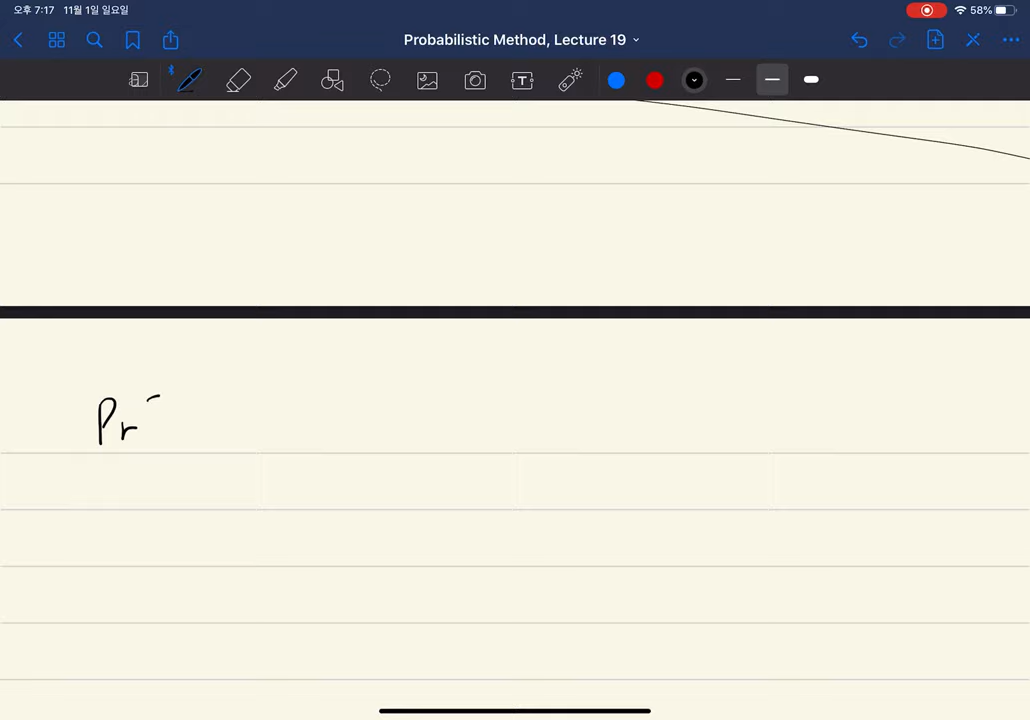 오후 7:17 11월 1일 일요일 58%
Probabilistic Method, Lecture 19
T
Pr